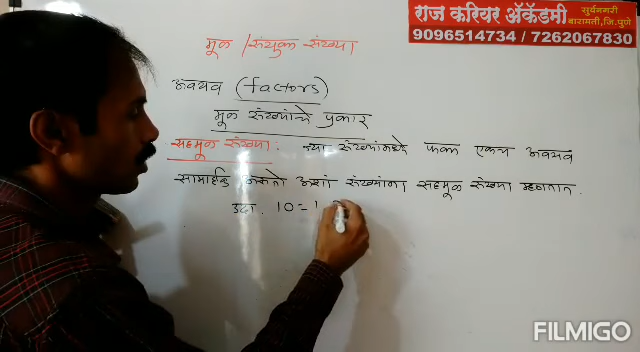 राज करियर ॲकॅडमी
सुर्यनगरी
बारामती,जि.पुणे
9096514734 / 7262067830
मूळ / संयुक्त संख्या
अवयव (factors)
मूळ संख्यांचे प्रकार
सहमूळ संख्या: ज्या संख्यांमध्ये फक्त एकच अवयव
सामाईक असतो अशा संख्यांना सहमूळ संख्या म्हणतात.
उदा. 10 = 1
FILMIGO